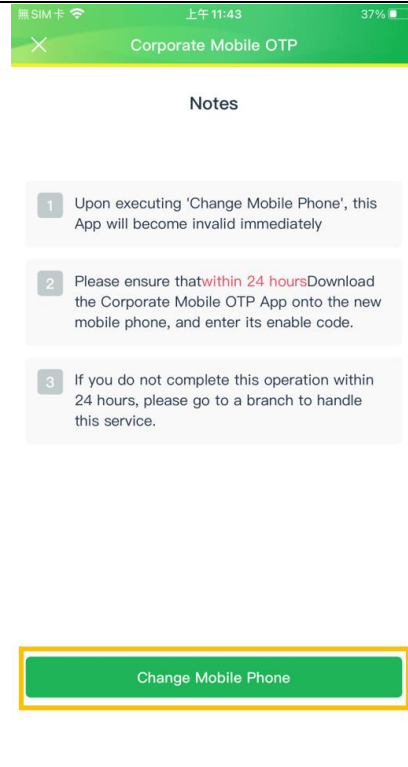 無SIM卡 上午11:43 37%
Corporate Mobile OTP
Notes
1 Upon executing 'Change Mobile Phone', this
App will become invalid immediately
2 Please ensure thatwithin 24 hoursDownload
the Corporate Mobile OTP App onto the new
mobile phone, and enter its enable code.
3 If you do not complete this operation within
24 hours, please go to a branch to handle
this service.
Change Mobile Phone